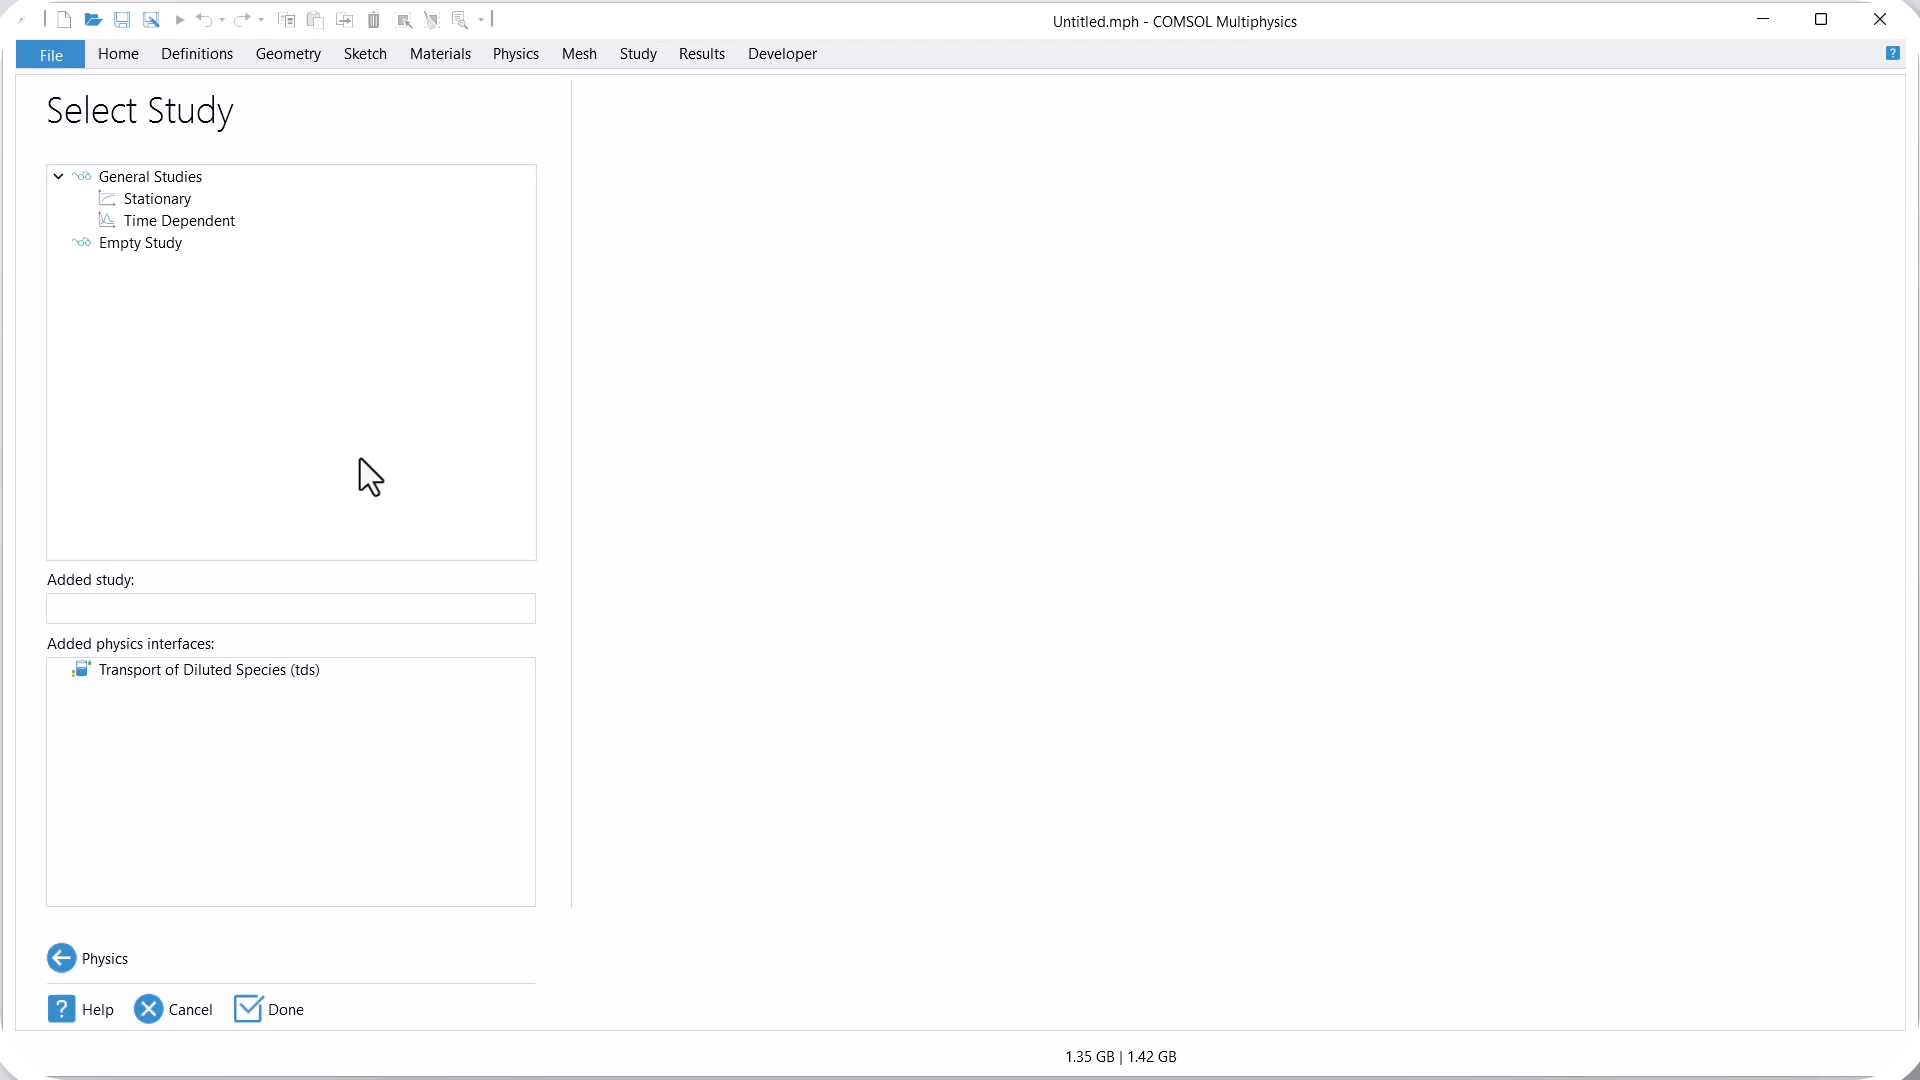 Untitled.mph - COMSOL Multiphysics
File Home Definitions Geometry Sketch Materials Physics Mesh Study Results Developer ?
Select Study
General Studies
Stationary
Time Dependent
Empty Study
Added study:
Added physics interfaces:
Transport of Diluted Species (tds)
Physics
? Help Cancel Done
1.35 GB | 1.42 GB